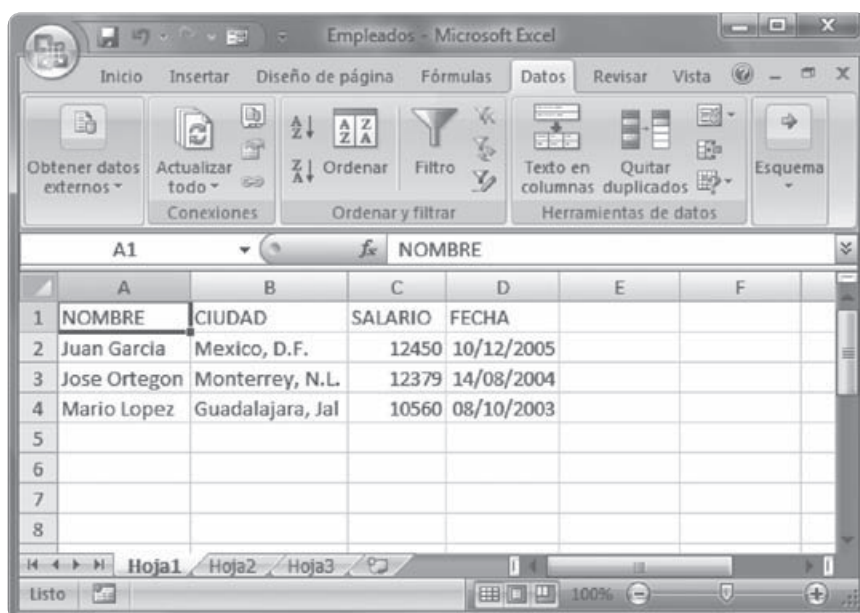 Empleados - Microsoft Excel
Inicio Insertar Diseño de página Fórmulas Datos Revisar Vista
Obtener datos externos
Actualizar todo
Ordenar
Filtro
Texto en columnas
Quitar duplicados
Esquema
Conexiones
Ordenar y filtrar
Herramientas de datos
A1 fx NOMBRE
A B C D E F
1 NOMBRE CIUDAD SALARIO FECHA
2 Juan Garcia Mexico, D.F. 12450 10/12/2005
3 Jose Ortegon Monterrey, N.L. 12379 14/08/2004
4 Mario Lopez Guadalajara, Jal 10560 08/10/2003
5
6
7
8
Hoja1 Hoja2 Hoja3
Listo 100%